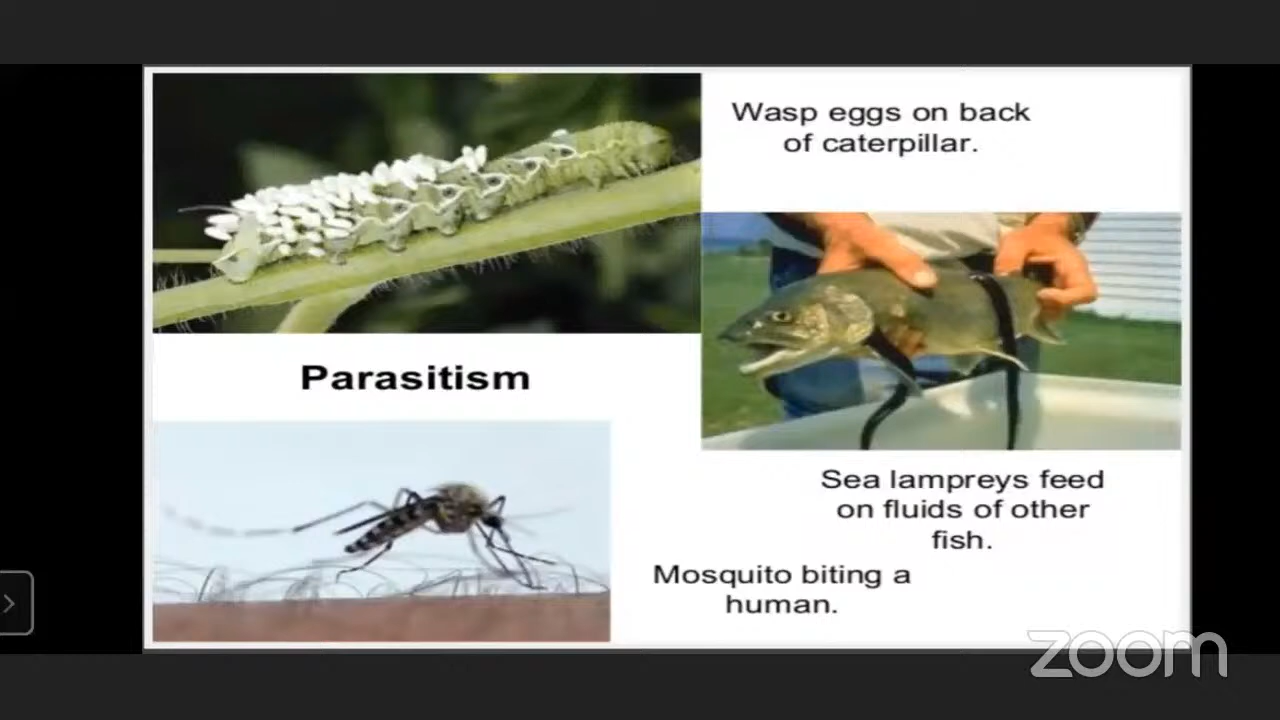 Wasp eggs on back
of caterpillar.
Parasitism
Sea lampreys feed
on fluids of other
fish.
Mosquito biting a
human.
zoom